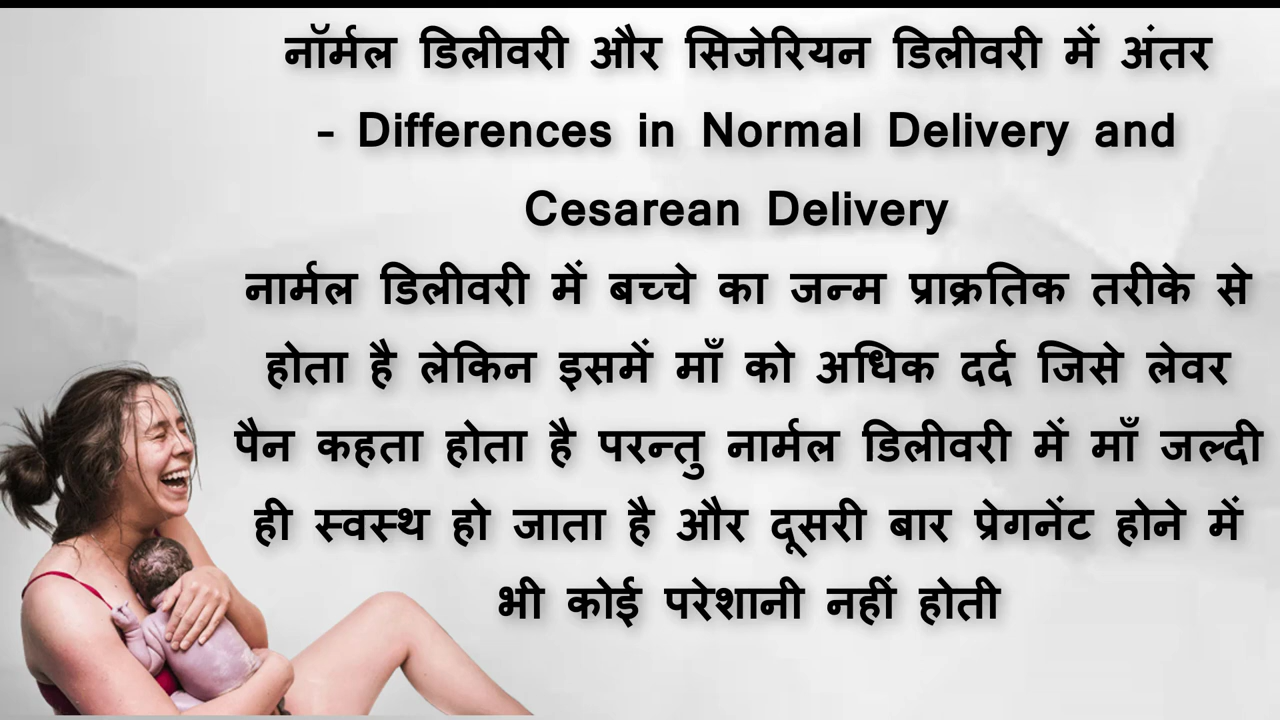 नॉर्मल डिलीवरी और सिजेरियन डिलीवरी में अंतर
- Differences in Normal Delivery and
Cesarean Delivery
नार्मल डिलीवरी में बच्चे का जन्म प्राक्रतिक तरीके से
होता है लेकिन इसमें माँ को अधिक दर्द जिसे लेवर
पैन कहता होता है परन्तु नार्मल डिलीवरी में माँ जल्दी
ही स्वस्थ हो जाता है और दूसरी बार प्रेगनेंट होने में
भी कोई परेशानी नहीं होती